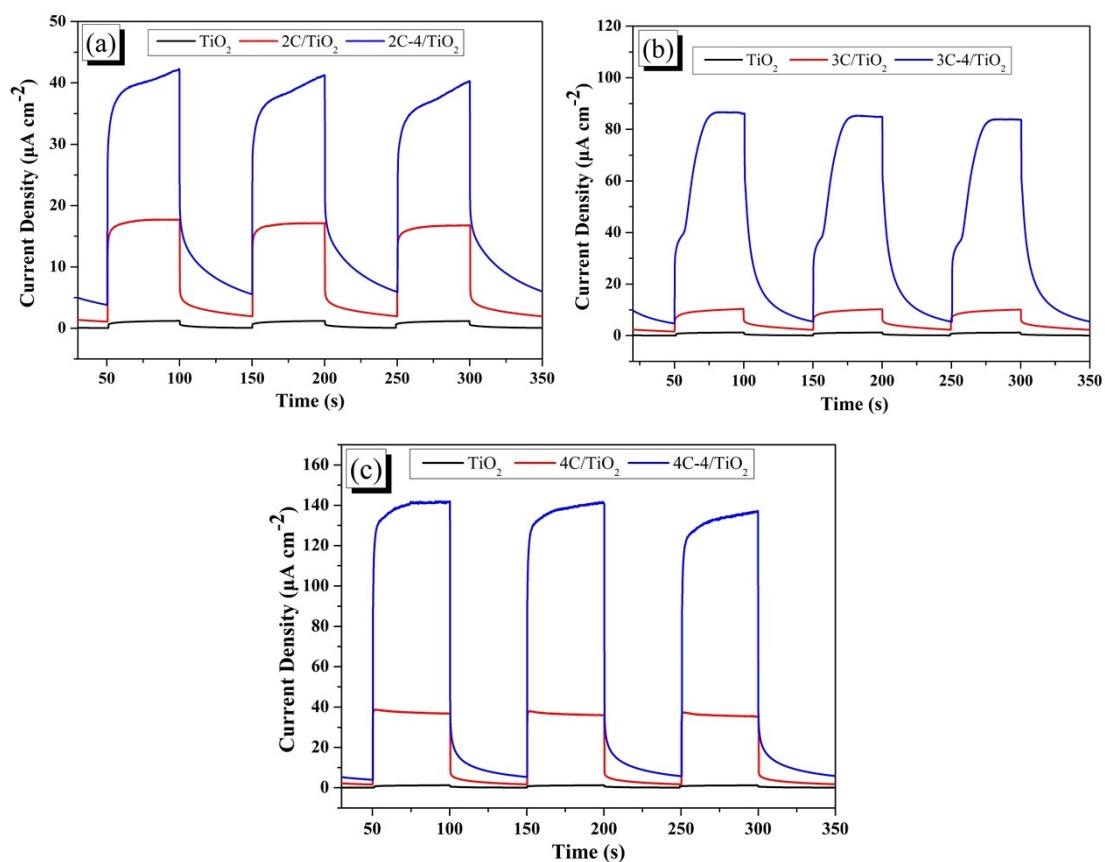 (a)
TiO₂ 2C/TiO₂ 2C-4/TiO₂
50
40
30
20
10
0
Current Density (μA cm⁻²)
50 100 150 200 250 300 350
Time (s)
(b)
TiO₂ 3C/TiO₂ 3C-4/TiO₂
120
100
80
60
40
20
0
Current Density (μA cm⁻²)
50 100 150 200 250 300 350
Time (s)
(c)
TiO₂ 4C/TiO₂ 4C-4/TiO₂
160
140
120
100
80
60
40
20
0
Current Density (μA cm⁻²)
50 100 150 200 250 300 350
Time (s)